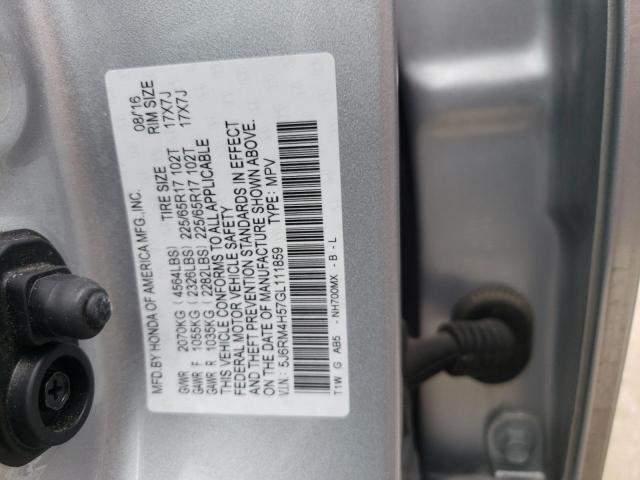 MFD.BY HONDA OF AMERICA MFG.,INC. 08/16
TIRE SIZE RIM SIZE
GVWR 2070KG ( 4564LBS)
GAWR F 1055KG ( 2326LBS) 225/65R17 102T 17X7J
GAWR R 1035KG ( 2282LBS) 225/65R17 102T 17X7J
THIS VEHICLE CONFORMS TO ALL APPLICABLE
FEDERAL MOTOR VEHICLE SAFETY
AND THEFT PREVENTION STANDARDS IN EFFECT
ON THE DATE OF MANUFACTURE SHOWN ABOVE.
V.I.N.: 5J6RM4H57GL111859 TYPE: MPV
T1W G AB5 - NH700MX - B - L